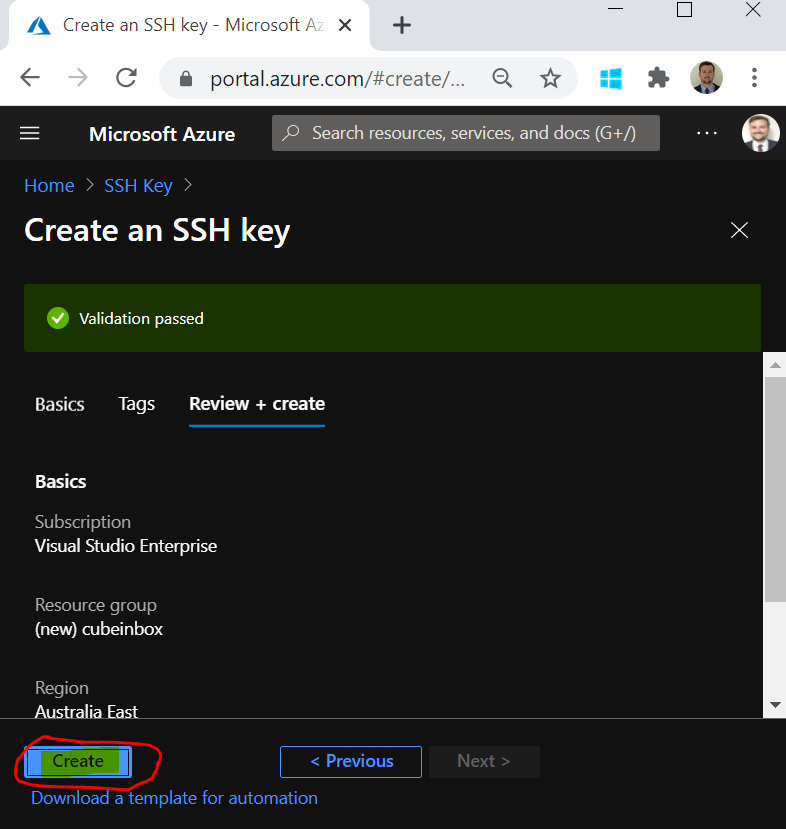 Create an SSH key - Microsoft Az
portal.azure.com/#create/...
Microsoft Azure
Search resources, services, and docs (G+/)
Home > SSH Key >
Create an SSH key
Validation passed
Basics Tags Review + create
Basics
Subscription
Visual Studio Enterprise
Resource group
(new) cubeinbox
Region
Australia East
Create < Previous Next >
Download a template for automation